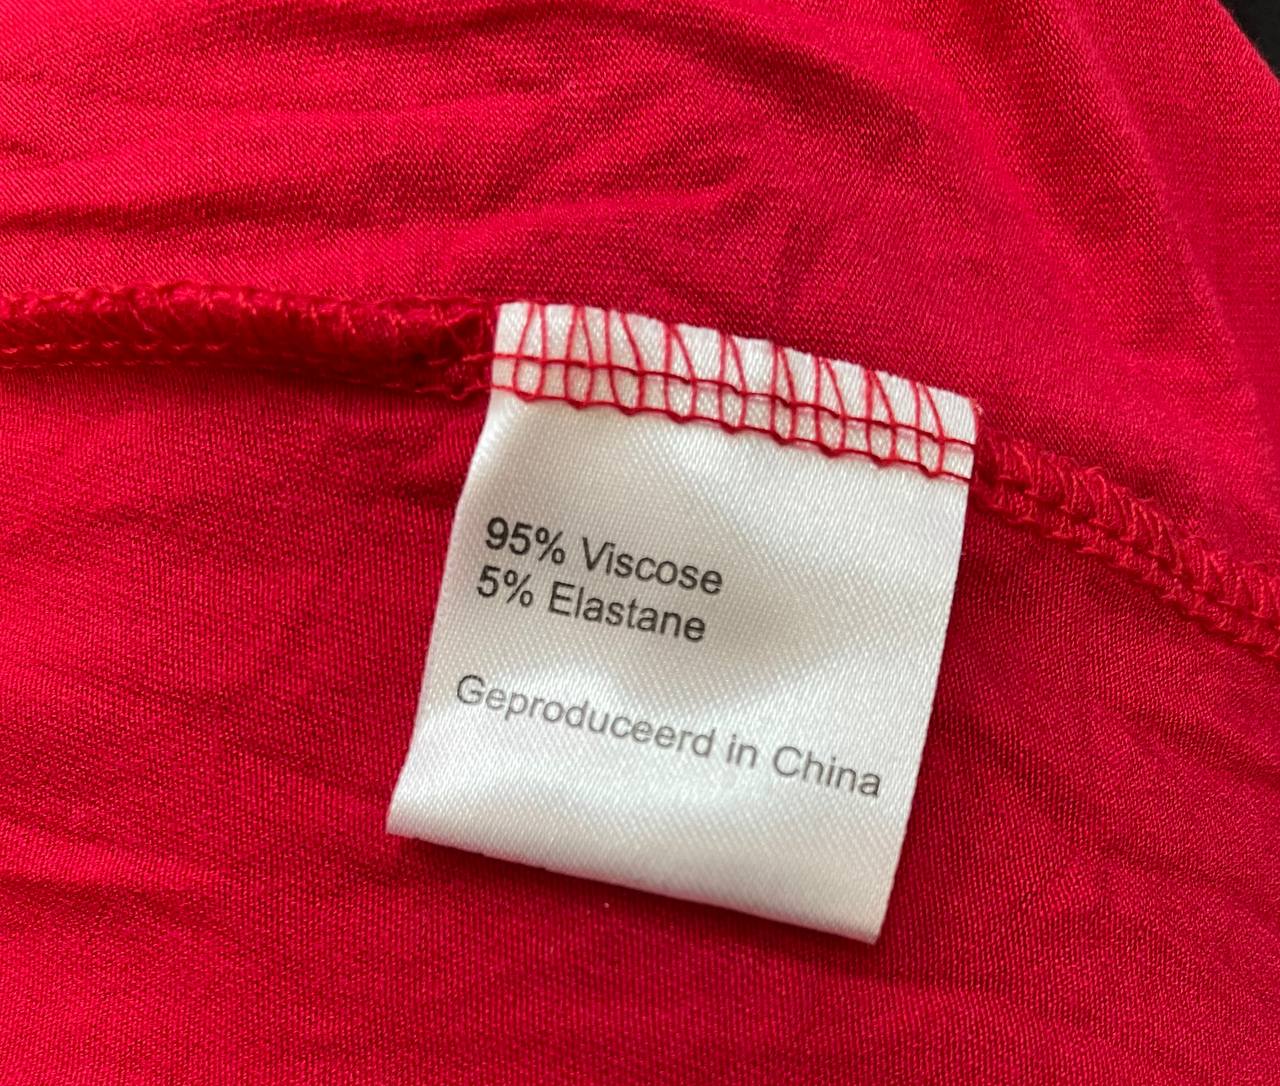 95% Viscose
5% Elastane
Geproduceerd in China